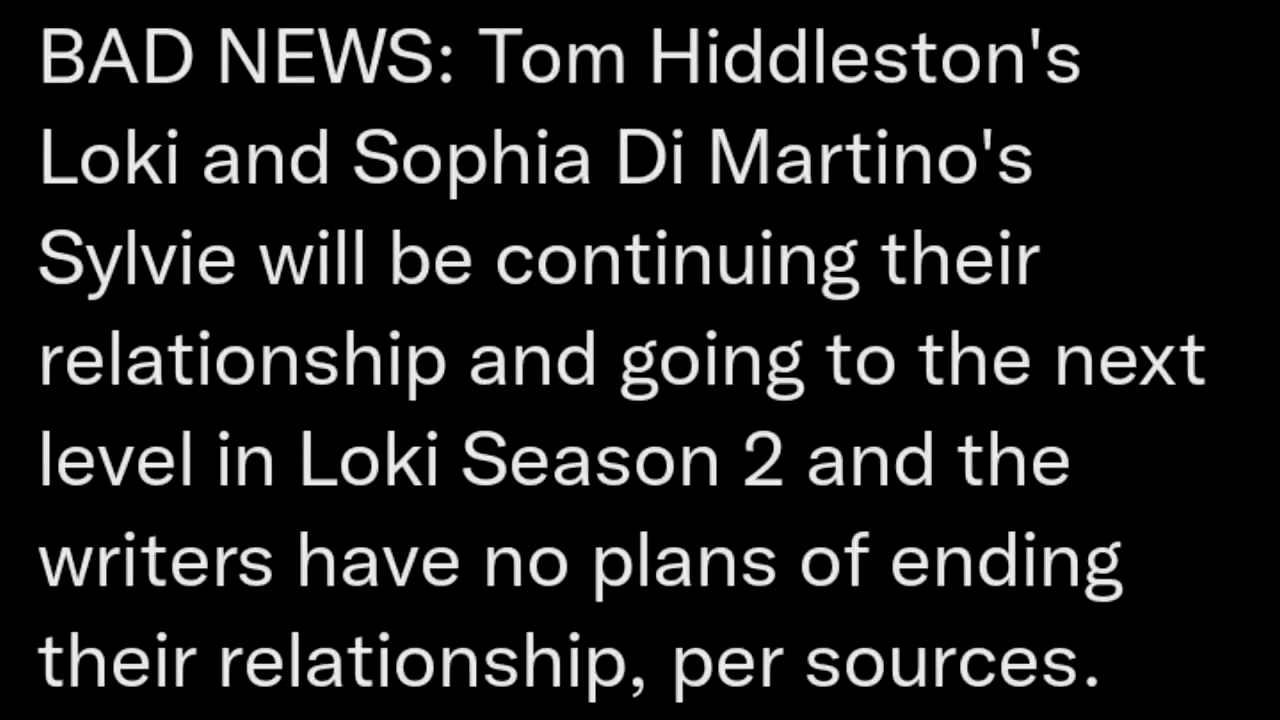 BAD NEWS: Tom Hiddleston's
Loki and Sophia Di Martino's
Sylvie will be continuing their
relationship and going to the next
level in Loki Season 2 and the
writers have no plans of ending
their relationship, per sources.